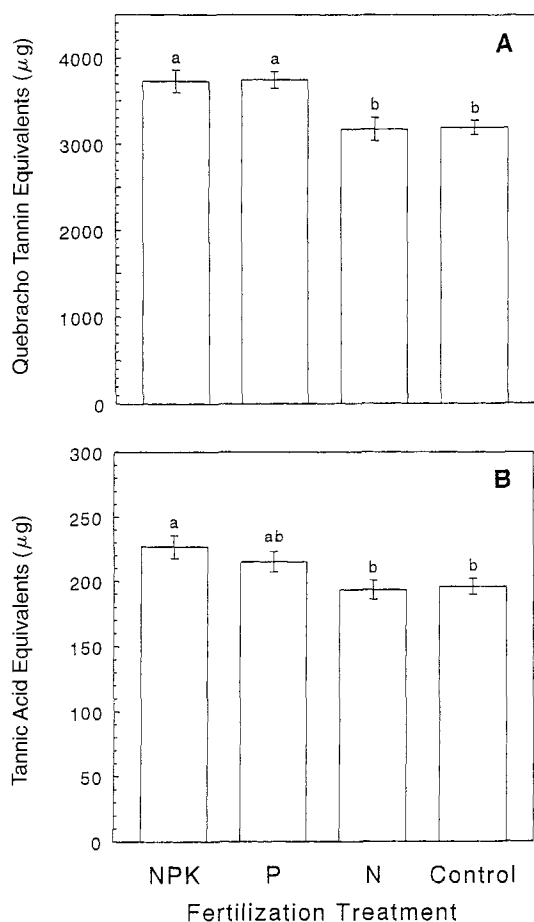 A
Quebracho Tannin Equivalents (μg)
4000
3000
2000
1000
0
a
a
b
b
B
Tannic Acid Equivalents (μg)
300
250
200
150
100
50
0
a
ab
b
b
NPK P N Control
Fertilization Treatment